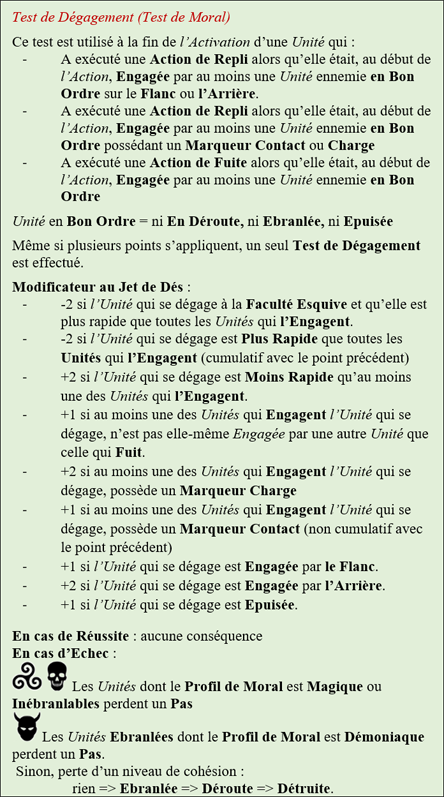 Test de Dégagement (Test de Moral)
Ce test est utilisé à la fin de l’Activation d’une Unité qui :
- A exécuté une Action de Repli alors qu’elle était, au début de
l’Action, Engagée par au moins une Unité ennemie en Bon
Ordre sur le Flanc ou l’Arrière.
- A exécuté une Action de Repli alors qu’elle était, au début de
l’Action, Engagée par au moins une Unité ennemie en Bon
Ordre possédant un Marqueur Contact ou Charge
- A exécuté une Action de Fuite alors qu’elle était, au début de
l’Action, Engagée par au moins une Unité ennemie en Bon
Ordre
Unité en Bon Ordre = ni En Déroute, ni Ebranlée, ni Epuisée
Même si plusieurs points s’appliquent, un seul Test de Dégagement
est effectué.
Modificateur au Jet de Dés :
- -2 si l’Unité qui se dégage à la Faculté Esquive et qu’elle est
plus rapide que toutes les Unités qui l’Engagent.
- -2 si l’Unité qui se dégage est Plus Rapide que toutes les
Unités qui l’Engagent (cumulatif avec le point précédent)
- +2 si l’Unité qui se dégage est Moins Rapide qu’au moins
une des Unités qui l’Engagent.
- +1 si au moins une des Unités qui Engagent l’Unité qui se
dégage, n’est pas elle-même Engagée par une autre Unité que
celle qui Fuit.
- +2 si au moins une des Unités qui Engagent l’Unité qui se
dégage, possède un Marqueur Charge
- +1 si au moins une des Unités qui Engagent l’Unité qui se
dégage, possède un Marqueur Contact (non cumulatif avec
le point précédent)
- +1 si l’Unité qui se dégage est Engagée par le Flanc.
- +2 si l’Unité qui se dégage est Engagée par l’Arrière.
- +1 si l’Unité qui se dégage est Epuisée.
En cas de Réussite : aucune conséquence
En cas d’Echec :
Les Unités dont le Profil de Moral est Magique ou
Inébranlables perdent un Pas
Les Unités Ebranlées dont le Profil de Moral est Démoniaque
perdent un Pas.
Sinon, perte d’un niveau de cohésion :
rien => Ebranlée => Déroute => Détruite.